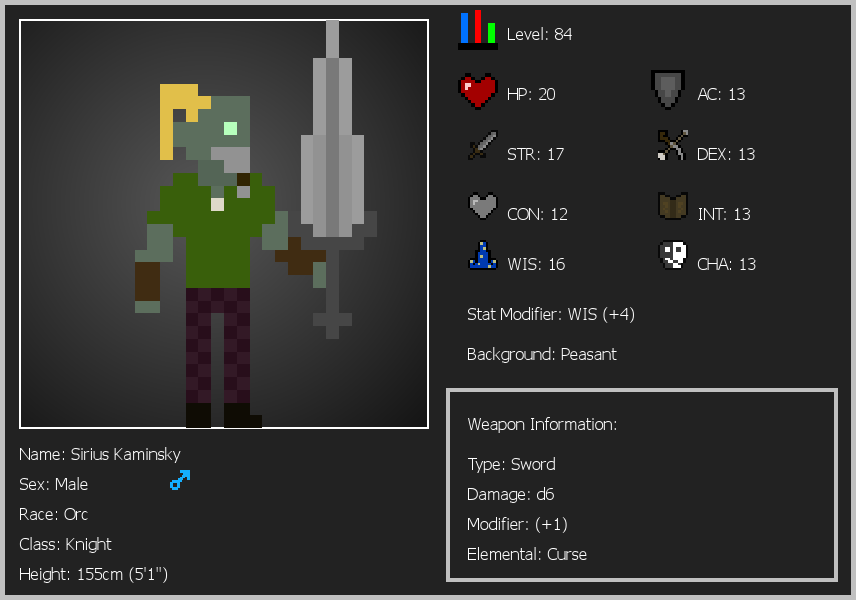 Level: 84
HP: 20
AC: 13
STR: 17
DEX: 13
CON: 12
INT: 13
WIS: 16
CHA: 13
Stat Modifier: WIS (+4)
Background: Peasant
Weapon Information:
Type: Sword
Damage: d6
Modifier: (+1)
Elemental: Curse
Name: Sirius Kaminsky
Sex: Male
Race: Orc
Class: Knight
Height: 155cm (5'1")